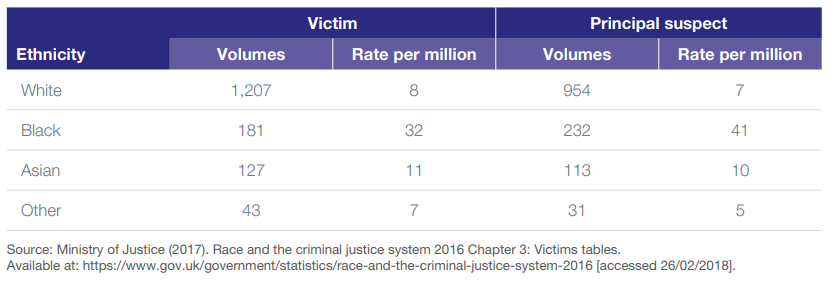 Victim Principal suspect
Ethnicity Volumes Rate per million Volumes Rate per million
White 1,207 8 954 7
Black 181 32 232 41
Asian 127 11 113 10
Other 43 7 31 5
Source: Ministry of Justice (2017). Race and the criminal justice system 2016 Chapter 3: Victims tables.
Available at: https://www.gov.uk/government/statistics/race-and-the-criminal-justice-system-2016 [accessed 26/02/2018].